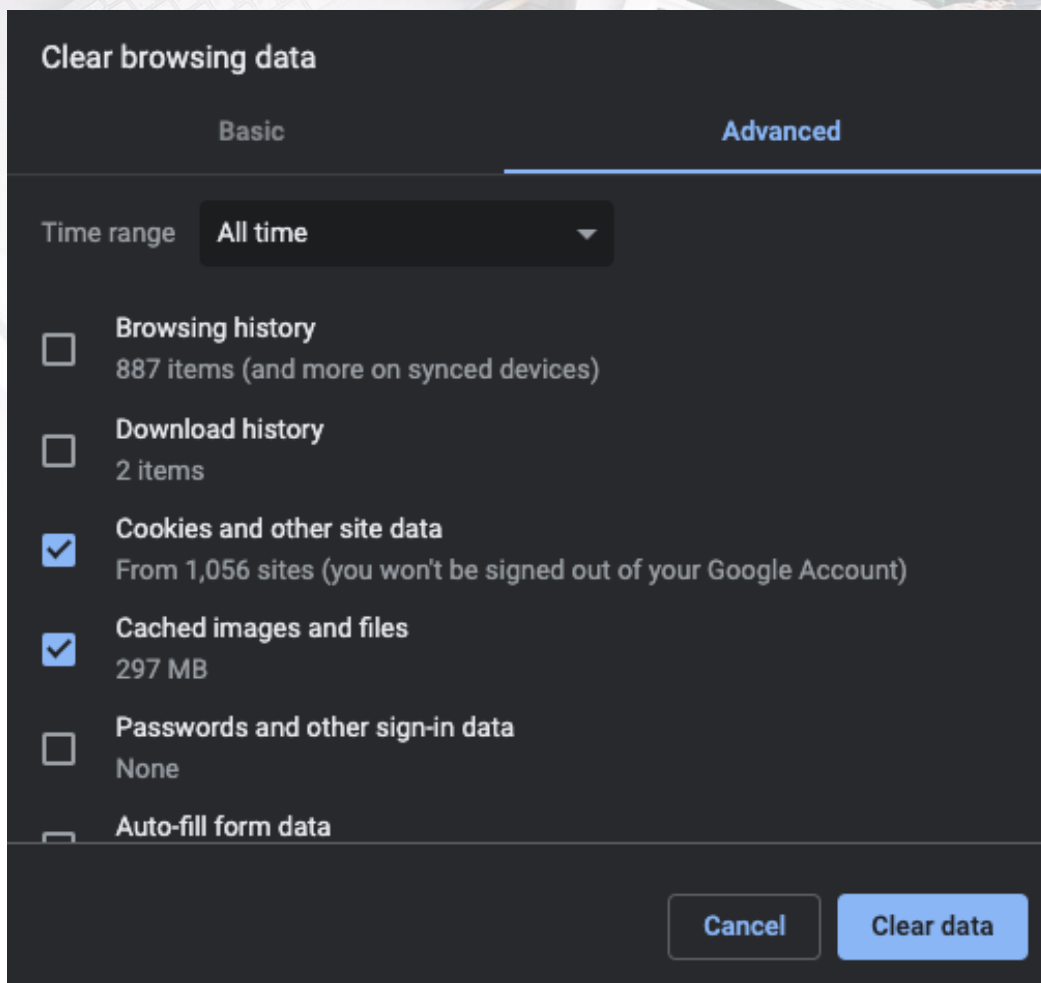 Clear browsing data
Basic
Advanced
Time range
All time
Browsing history
887 items (and more on synced devices)
Download history
2 items
Cookies and other site data
From 1,056 sites (you won't be signed out of your Google Account)
Cached images and files
297 MB
Passwords and other sign-in data
None
Auto-fill form data
Cancel
Clear data